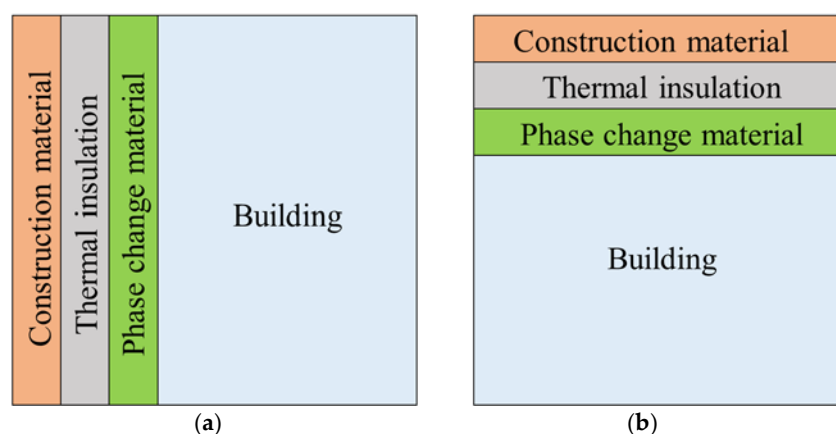 Construction material
Thermal insulation
Phase change material
Building
(a)
Construction material
Thermal insulation
Phase change material
Building
(b)